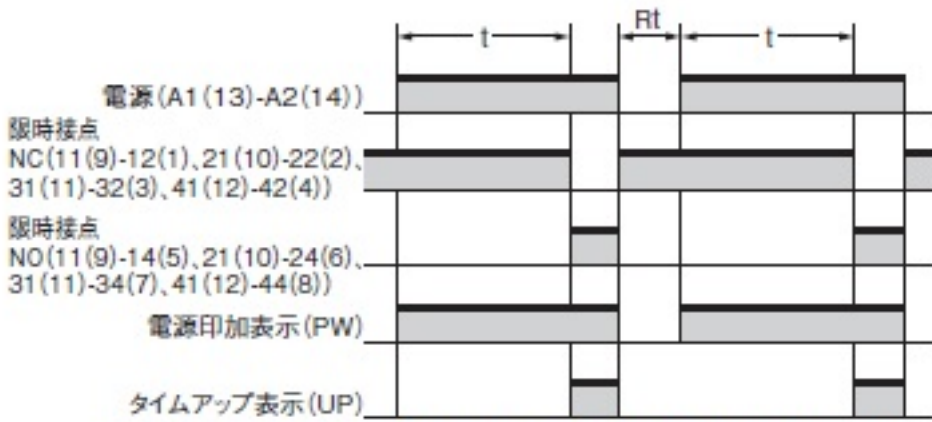 t
Rt
t
電源(A1(13)-A2(14))
限時接点
NC(11(9)-12(1)、21(10)-22(2)、
31(11)-32(3)、41(12)-42(4))
限時接点
NO(11(9)-14(5)、21(10)-24(6)、
31(11)-34(7)、41(12)-44(8))
電源印加表示(PW)
タイムアップ表示(UP)